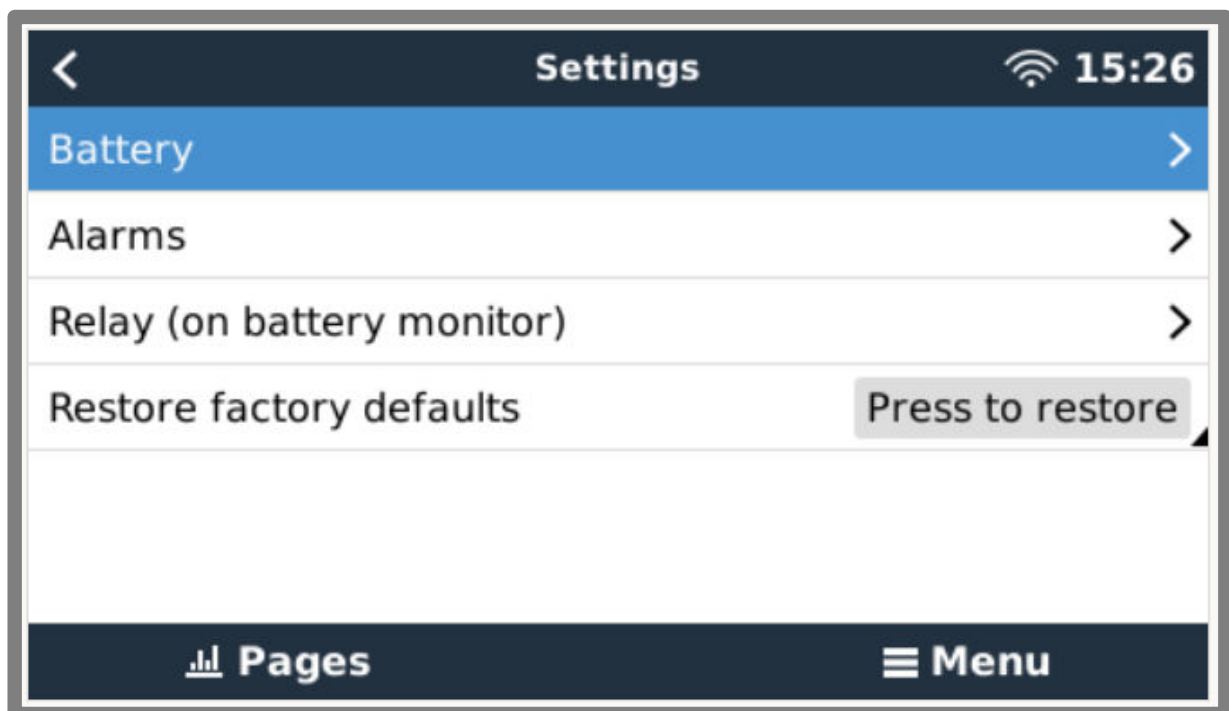 Settings 15:26
Battery
Alarms
Relay (on battery monitor)
Restore factory defaults Press to restore
Pages Menu